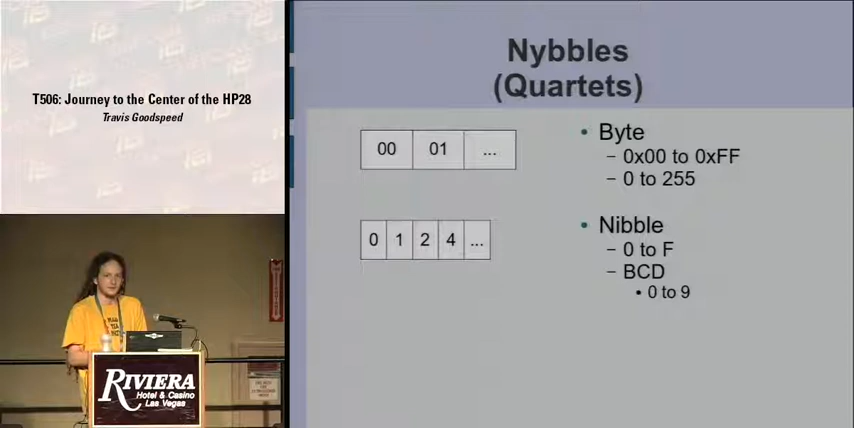 T506: Journey to the Center of the HP28
Travis Goodspeed
RIVIERA
Hotel & Casino
Las Vegas
Nybbles
(Quartets)
00 01 ...
0 1 2 4 ...
• Byte
– 0x00 to 0xFF
– 0 to 255
• Nibble
– 0 to F
– BCD
• 0 to 9